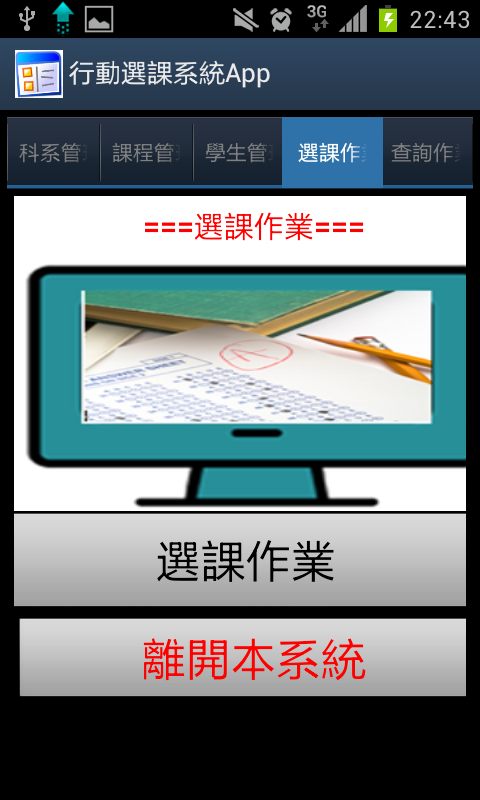 3G 22:43
行動選課系統App
科系管 課程管 學生管 選課作 查詢作
===選課作業===
A+
ANSWER SHEET
選課作業
離開本系統